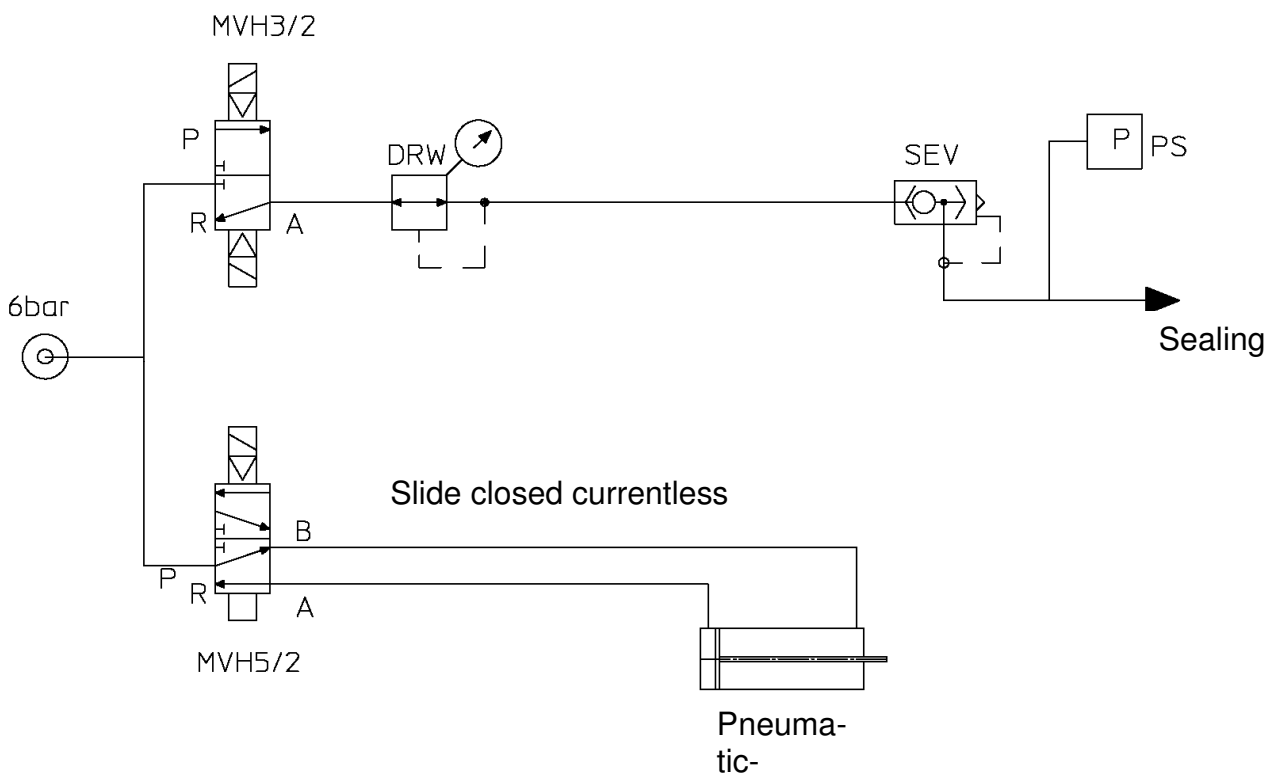 MVH3/2
P
DRW
SEV
P
PS
R
A
6bar
Sealing
Slide closed currentless
B
P
R
A
MVH5/2
Pneuma-
tic-